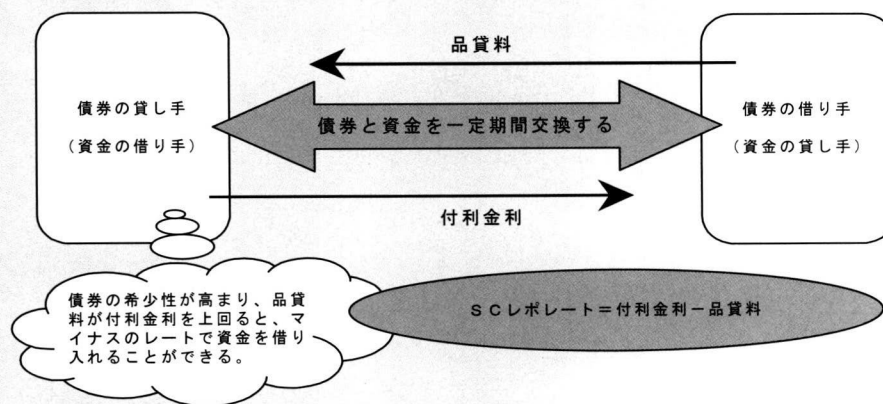 品貸料
債券の貸し手
(資金の借り手)
債券と資金を一定期間交換する
債券の借り手
(資金の貸し手)
付利金利
債券の希少性が高まり、品貸
料が付利金利を上回ると、マ
イナスのレートで資金を借り
入れることができる。
SCレポレート=付利金利-品貸料